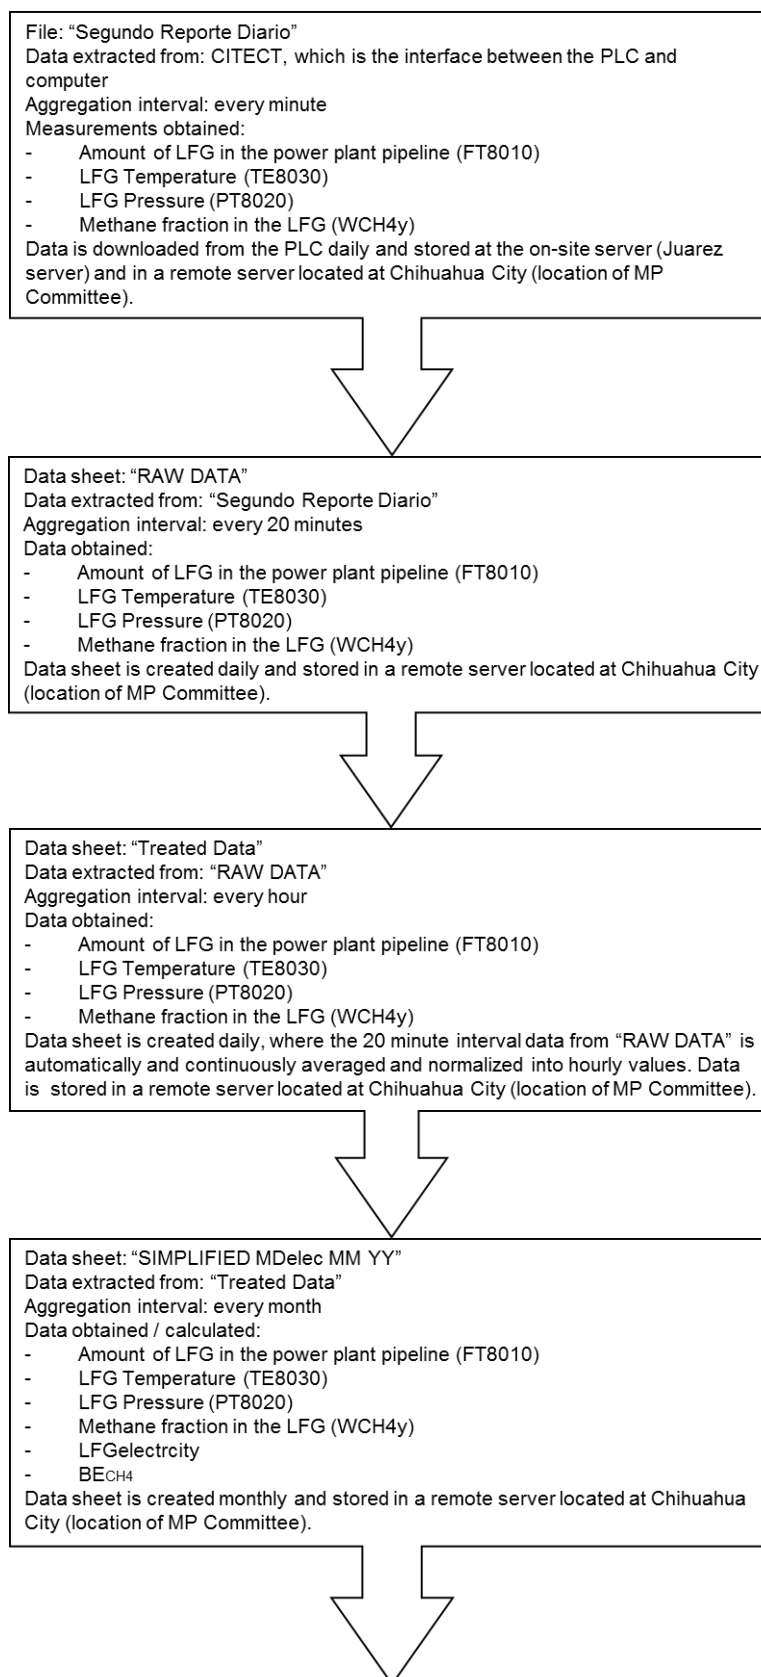 File: “Segundo Reporte Diario”
Data extracted from: CITECT, which is the interface between the PLC and
computer
Aggregation interval: every minute
Measurements obtained:
- Amount of LFG in the power plant pipeline (FT8010)
- LFG Temperature (TE8030)
- LFG Pressure (PT8020)
- Methane fraction in the LFG (WCH4y)
Data is downloaded from the PLC daily and stored at the on-site server (Juarez
server) and in a remote server located at Chihuahua City (location of MP
Committee).
Data sheet: “RAW DATA”
Data extracted from: “Segundo Reporte Diario”
Aggregation interval: every 20 minutes
Data obtained:
- Amount of LFG in the power plant pipeline (FT8010)
- LFG Temperature (TE8030)
- LFG Pressure (PT8020)
- Methane fraction in the LFG (WCH4y)
Data sheet is created daily and stored in a remote server located at Chihuahua City
(location of MP Committee).
Data sheet: “Treated Data”
Data extracted from: “RAW DATA”
Aggregation interval: every hour
Data obtained:
- Amount of LFG in the power plant pipeline (FT8010)
- LFG Temperature (TE8030)
- LFG Pressure (PT8020)
- Methane fraction in the LFG (WCH4y)
Data sheet is created daily, where the 20 minute interval data from “RAW DATA” is
automatically and continuously averaged and normalized into hourly values. Data
is stored in a remote server located at Chihuahua City (location of MP Committee).
Data sheet: “SIMPLIFIED MDelec MM YY”
Data extracted from: “Treated Data”
Aggregation interval: every month
Data obtained / calculated:
- Amount of LFG in the power plant pipeline (FT8010)
- LFG Temperature (TE8030)
- LFG Pressure (PT8020)
- Methane fraction in the LFG (WCH4y)
- LFGelectrcity
- BECH4
Data sheet is created monthly and stored in a remote server located at Chihuahua
City (location of MP Committee).